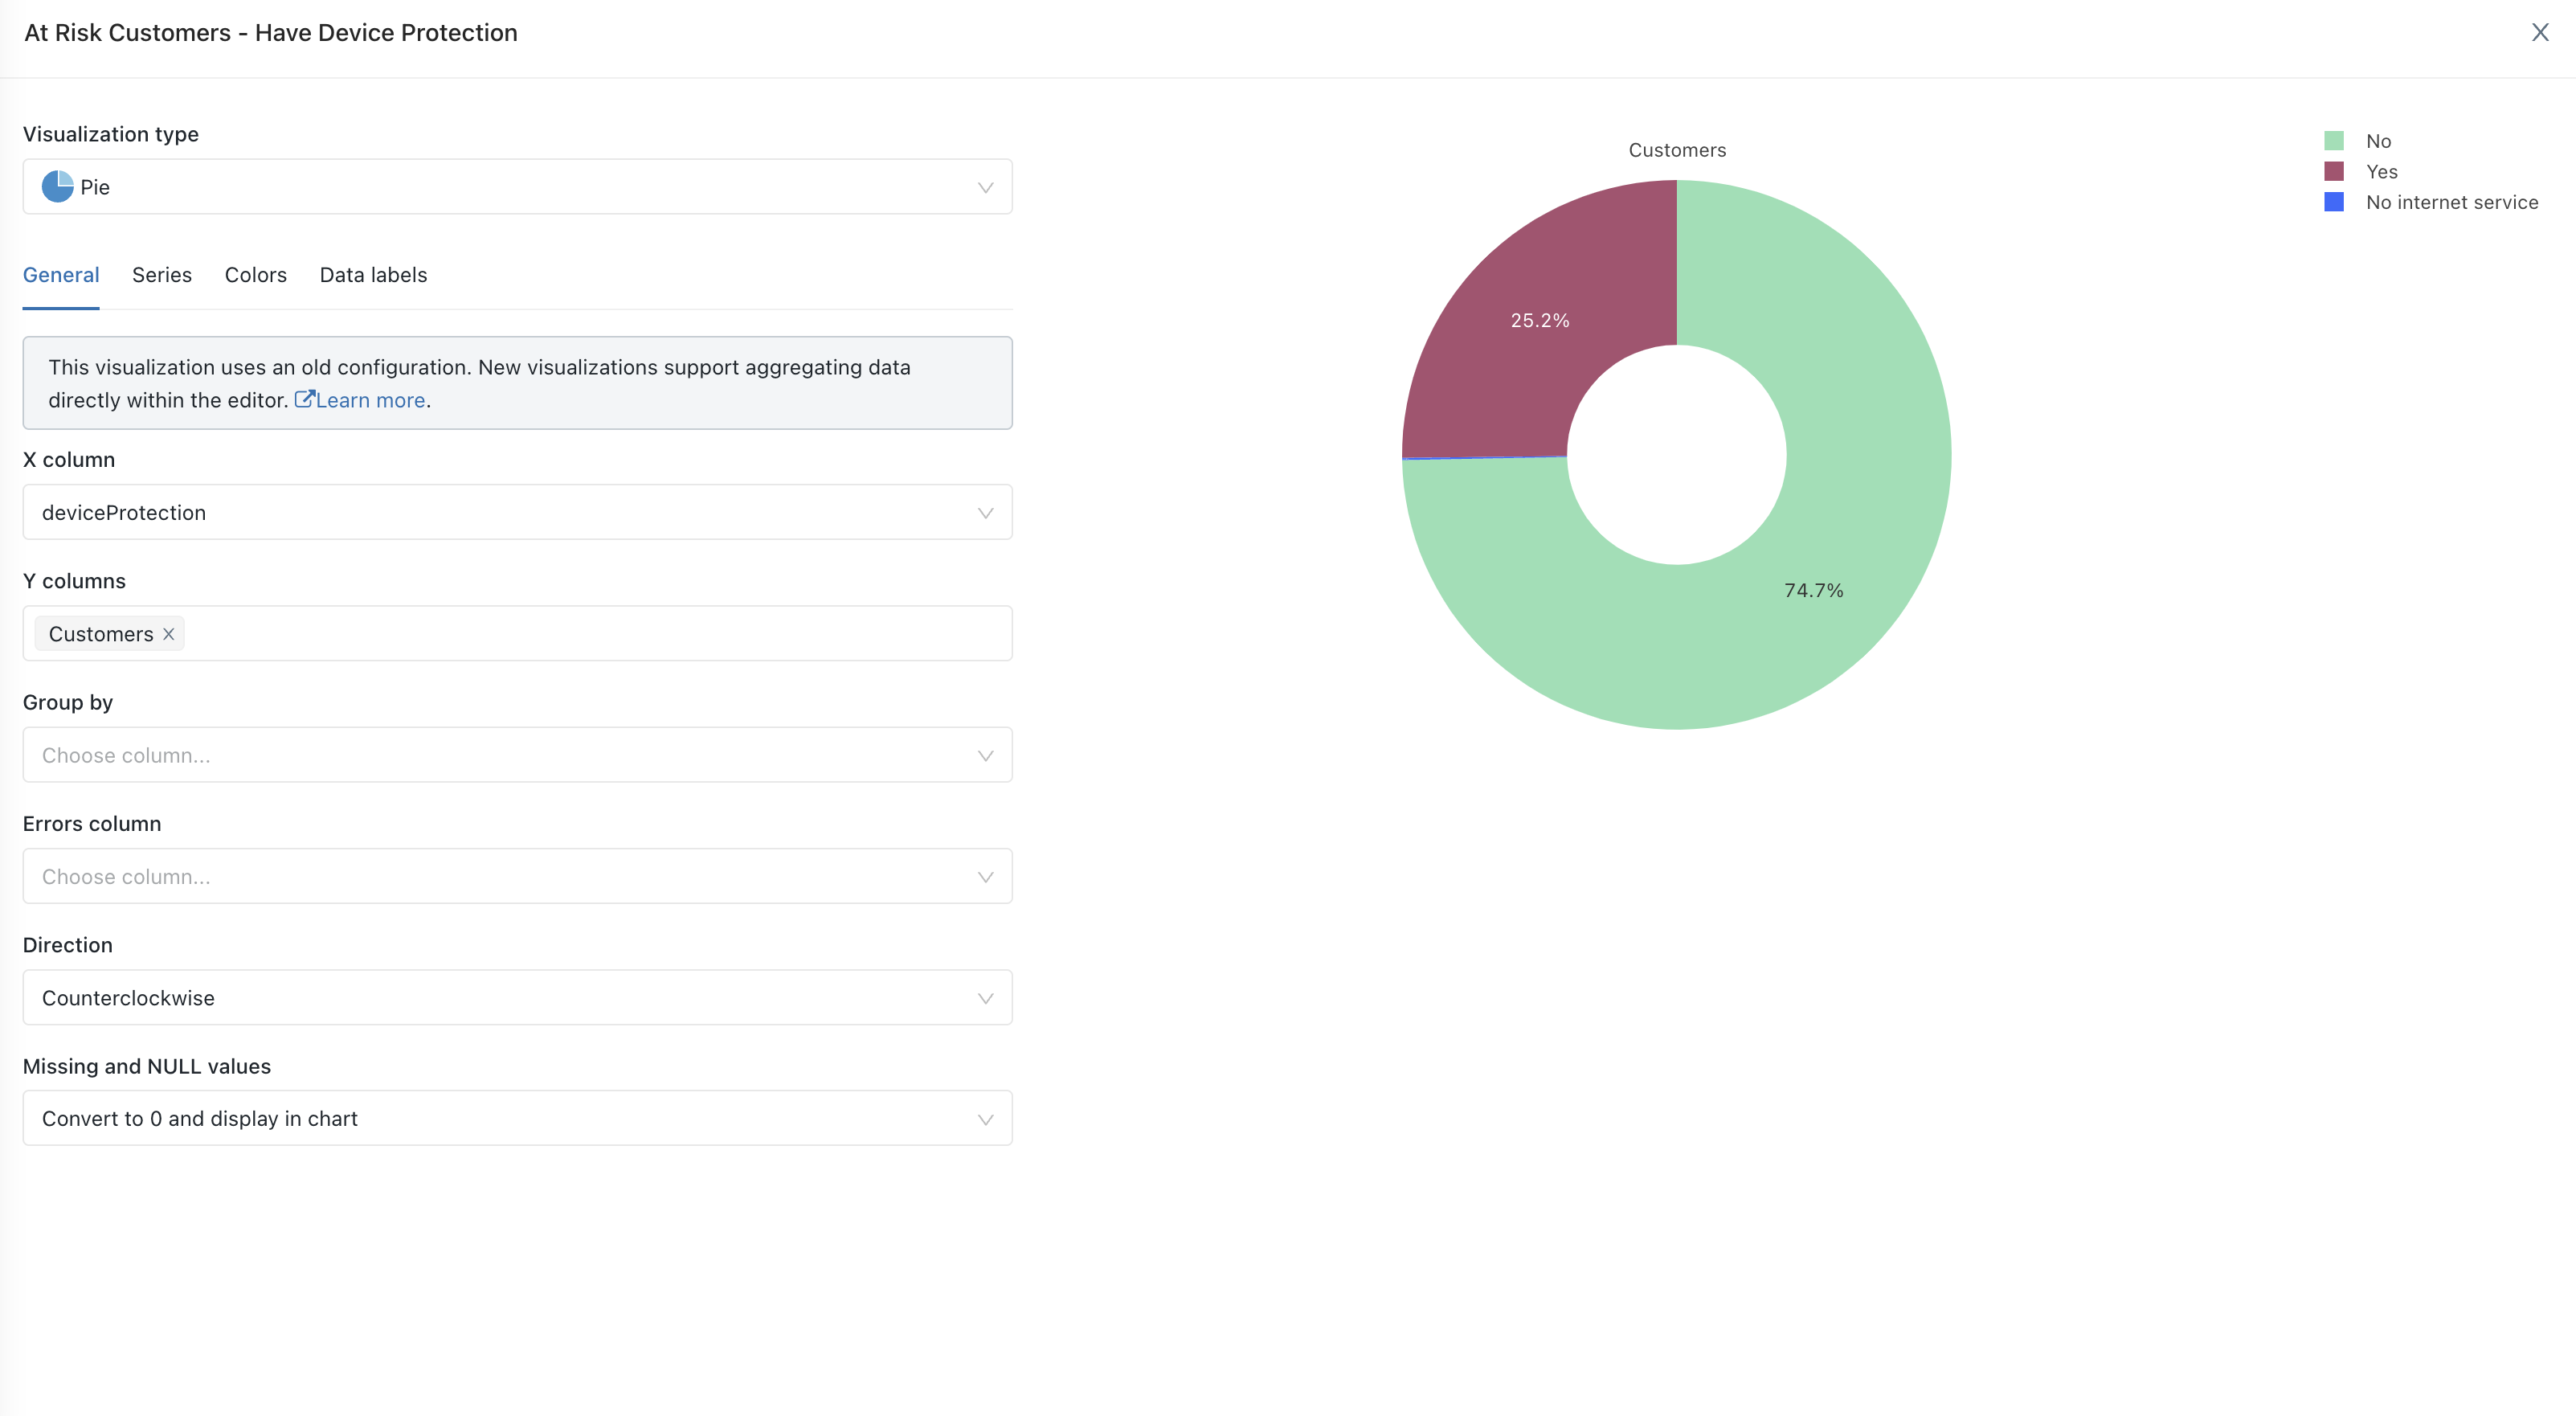 At Risk Customers - Have Device Protection
X
Visualization type
Pie
General Series Colors Data labels
This visualization uses an old configuration. New visualizations support aggregating data
directly within the editor. Learn more.
X column
deviceProtection
Y columns
Customers X
Group by
Choose column...
Errors column
Choose column...
Direction
Counterclockwise
Missing and NULL values
Convert to 0 and display in chart
Customers
25.2%
74.7%
No
Yes
No internet service